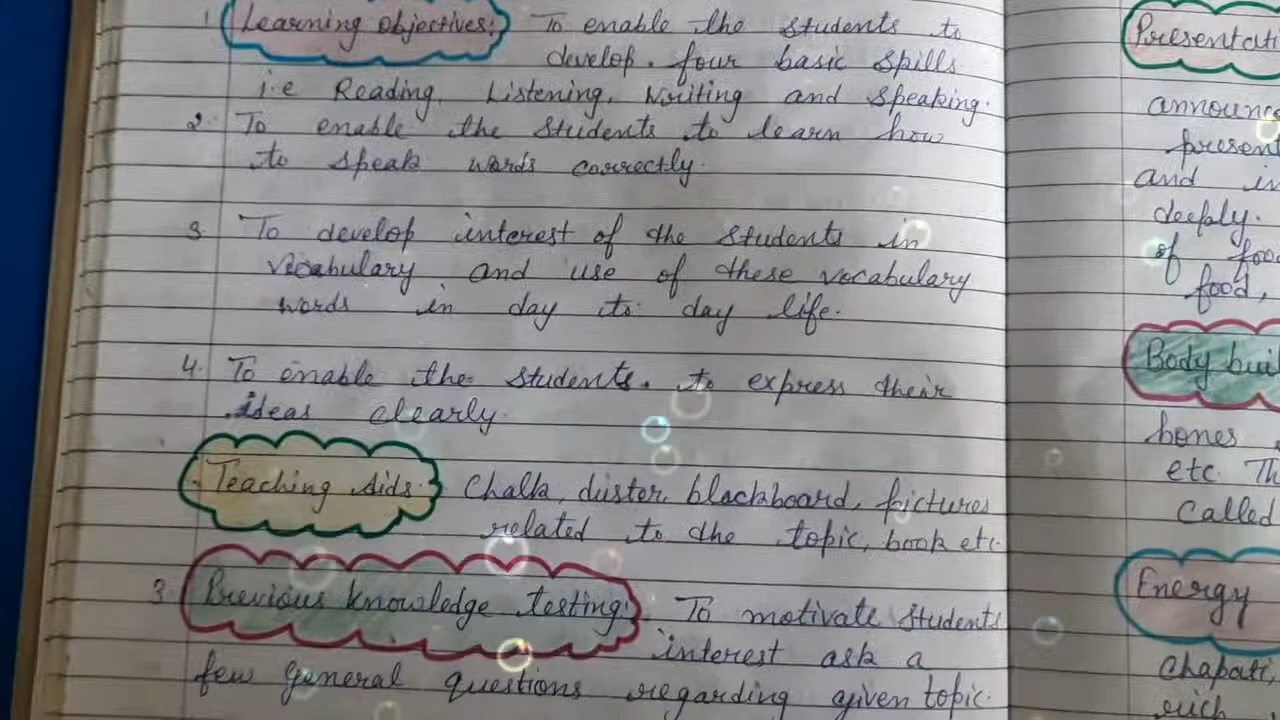 1 Learning objectives: To enable the students to
develop. four basic spills
i.e Reading, Listening, Writing and speaking.
2. To enable the students to learn how
to speak words correctly.
3 To develop interest of the students in
Vocabulary and use of these vocabulary
words in day to day life.
4. To enable the students. to express their
ideas clearly.
Teaching Aids. Chalk, duster, blackboard, pictures
related to the topic, book etc.
3 Previous knowledge testing: To motivate students
interest ask a
few general questions regarding given topic.
Presentati
announc
present
and in
deeply.
of foo
food,
Body buil
bones
etc. Th
called
Energy
Chapati,
rich